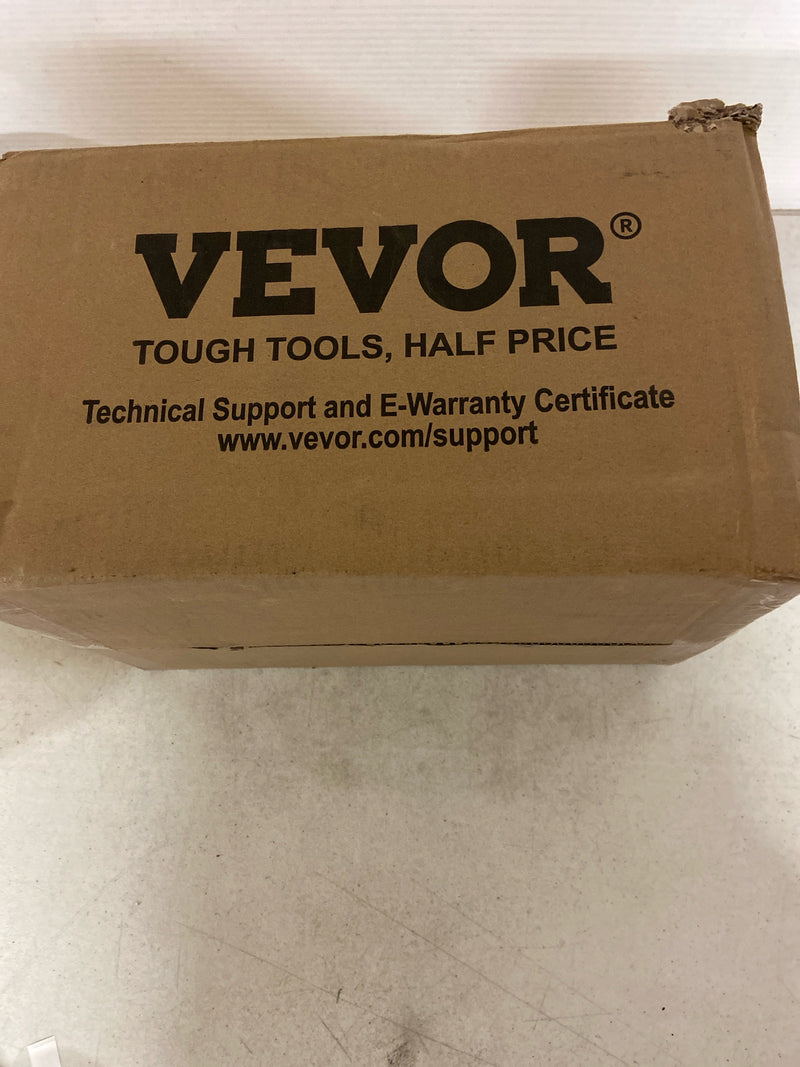 VEVOR®
TOUGH TOOLS, HALF PRICE
Technical Support and E-Warranty Certificate
www.vevor.com/support